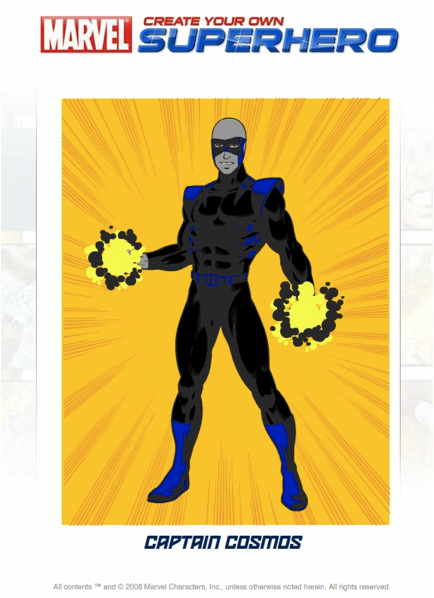 MARVEL
CREATE YOUR OWN
SUPERHERO
CAPTAIN COSMOS
All contents ™ and © 2008 Marvel Characters, Inc., unless otherwise noted herein. All rights reserved.